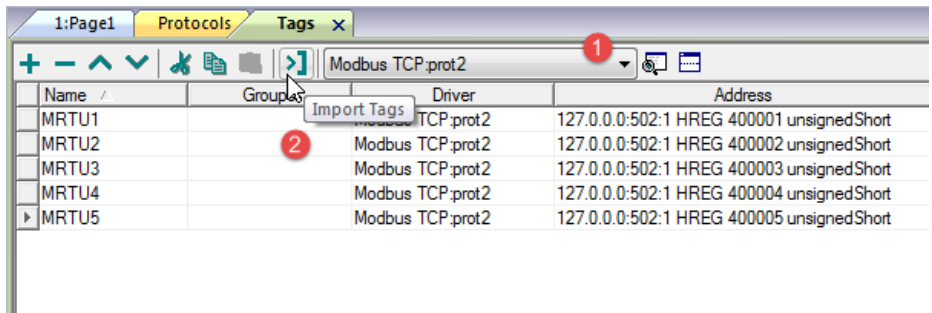 1:Page1 Protocols Tags x
1
Modbus TCP:prot2
Name Groups Driver Address
Import Tags
2
MRTU1 Modbus TCP:prot2 127.0.0.0:502:1 HREG 400001 unsignedShort
MRTU2 Modbus TCP:prot2 127.0.0.0:502:1 HREG 400002 unsignedShort
MRTU3 Modbus TCP:prot2 127.0.0.0:502:1 HREG 400003 unsignedShort
MRTU4 Modbus TCP:prot2 127.0.0.0:502:1 HREG 400004 unsignedShort
MRTU5 Modbus TCP:prot2 127.0.0.0:502:1 HREG 400005 unsignedShort